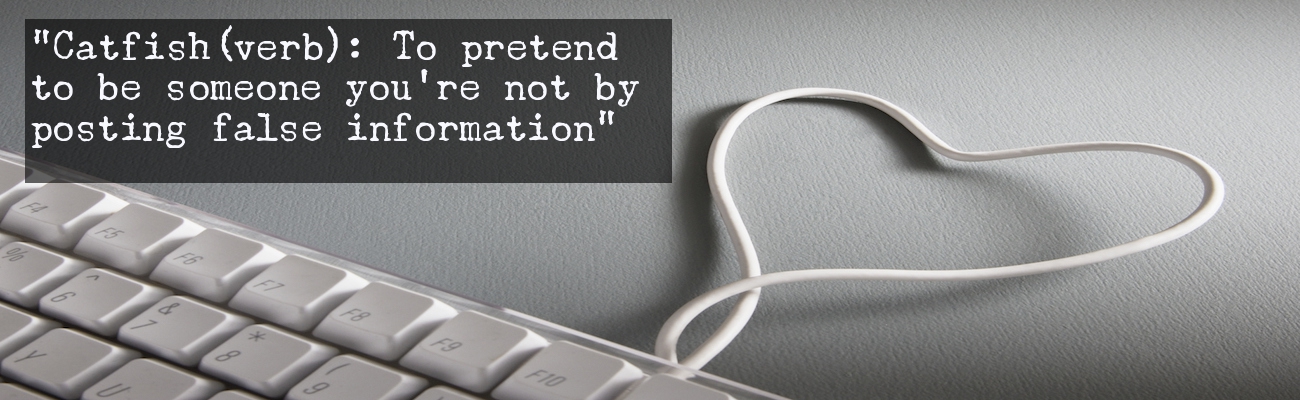 "Catfish(verb): To pretend
to be someone you're not by
posting false information"
F4
F5
F6
F7
F8
F9
F10
%
^
6
&
7
*
8
(
9
Y
U